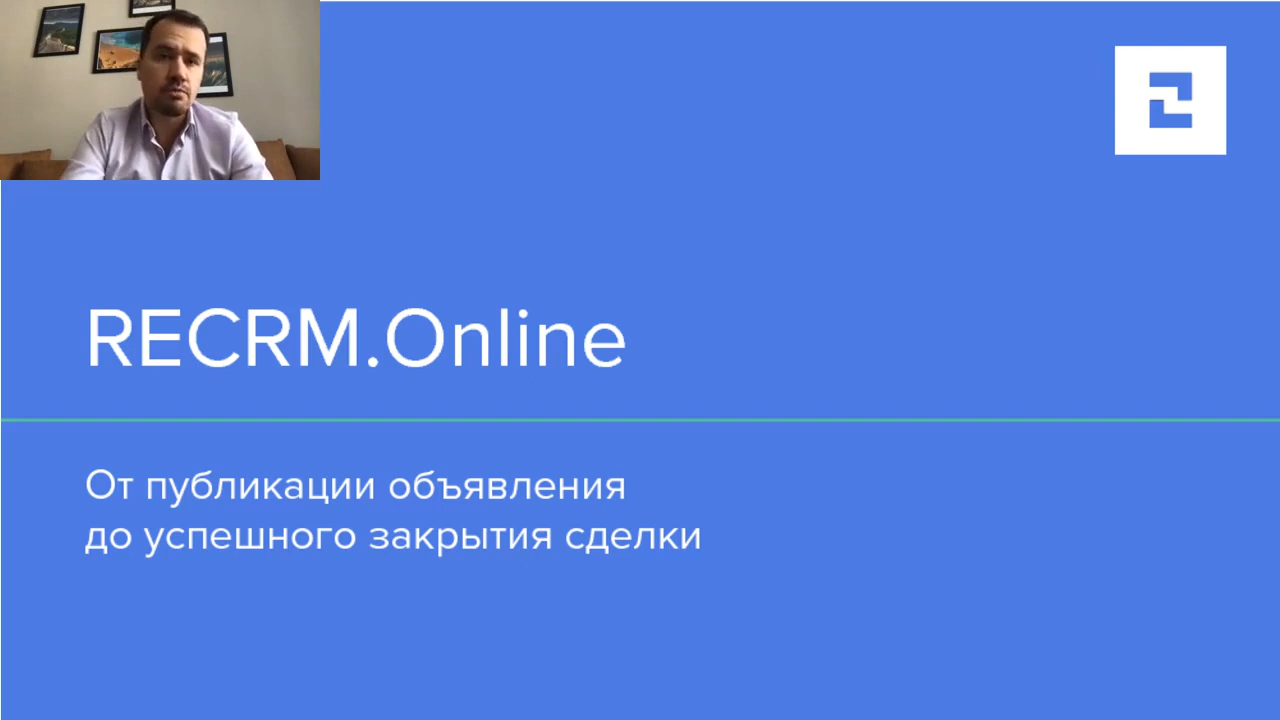 RECRM.Online
От публикации объявления
до успешного закрытия сделки